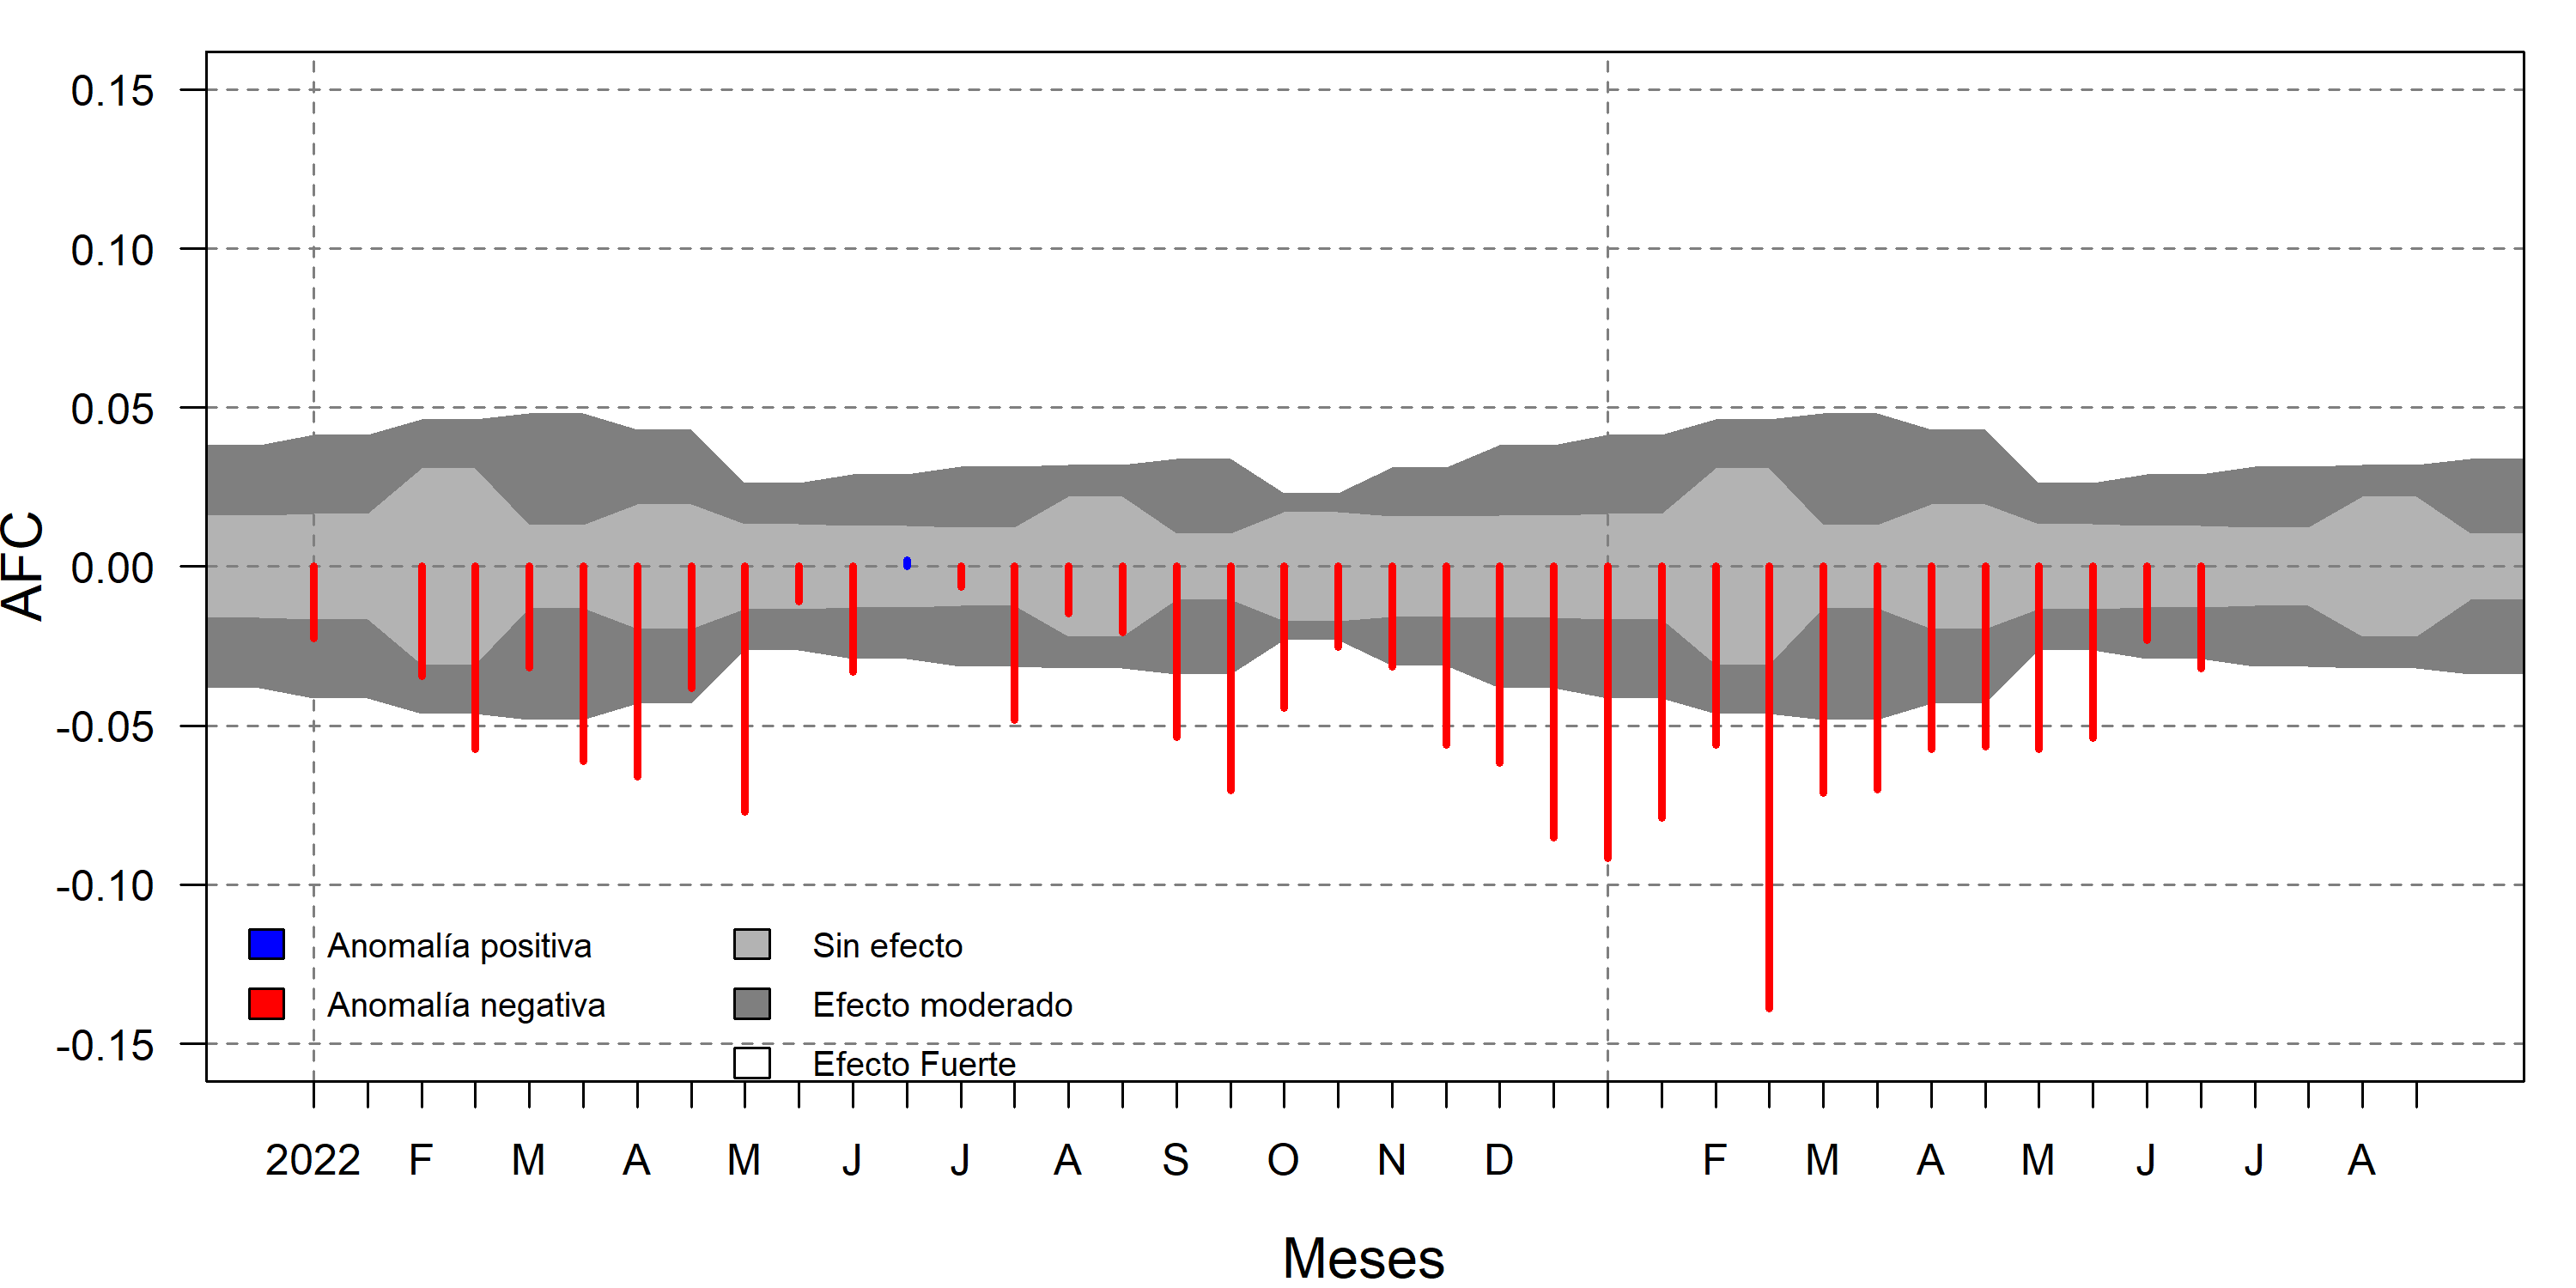 0.15
0.10
0.05
0.00
-0.05
-0.10
-0.15
AFC
Anomalía positiva
Anomalía negativa
Sin efecto
Efecto moderado
Efecto Fuerte
2022 F M A M J J A S O N D F M A M J J A
Meses